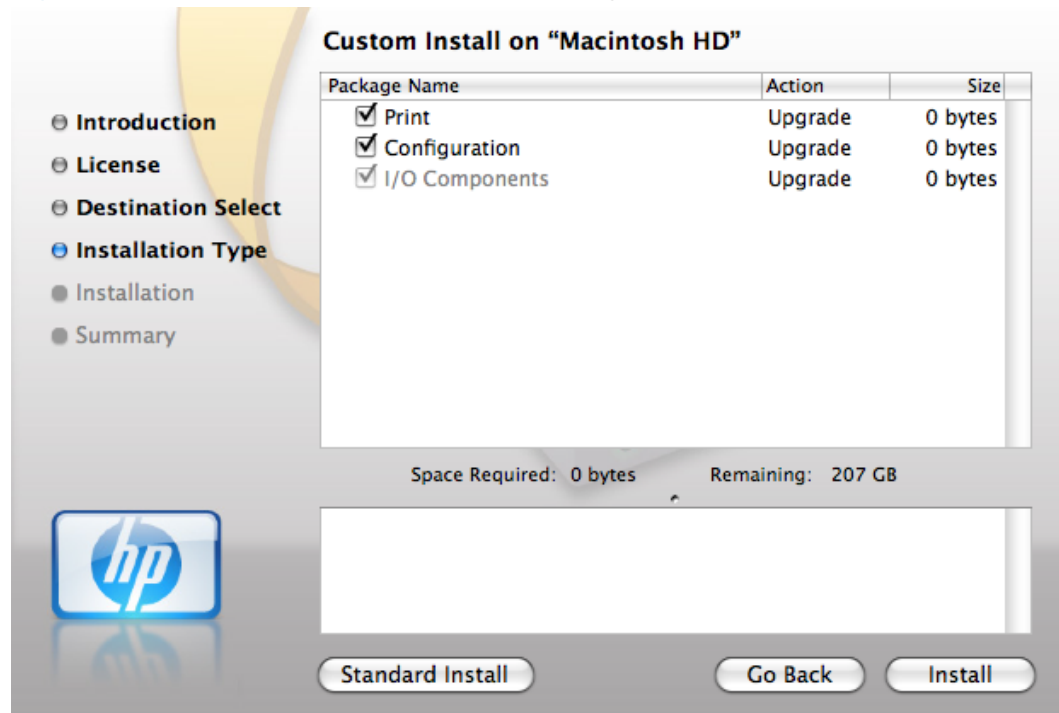 Custom Install on “Macintosh HD”
Package Name Action Size
Print Upgrade 0 bytes
Configuration Upgrade 0 bytes
I/O Components Upgrade 0 bytes
Introduction
License
Destination Select
Installation Type
Installation
Summary
Space Required: 0 bytes Remaining: 207 GB
hp
Standard Install Go Back Install